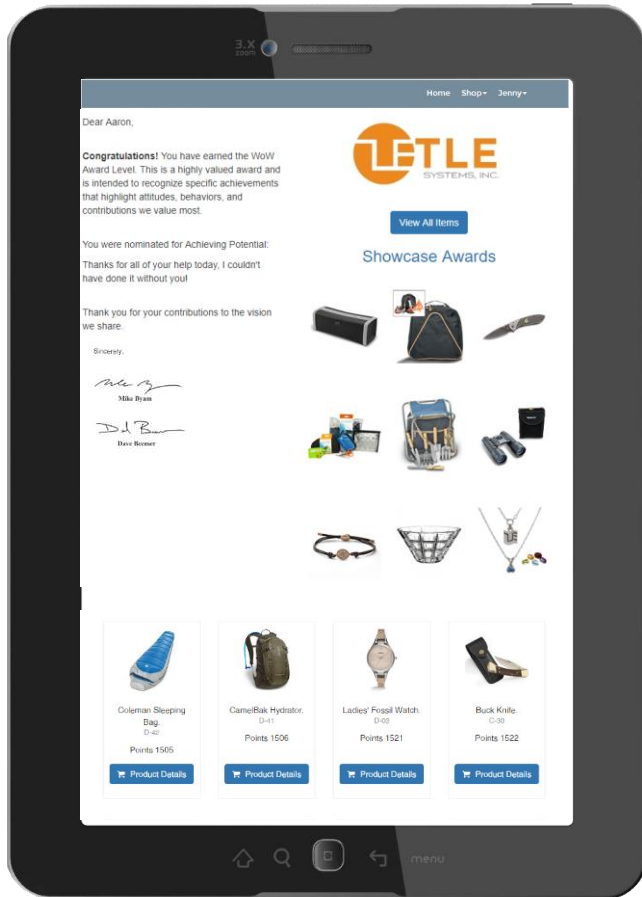 3.X
zoom
Home Shop Jenny
Dear Aaron,
Congratulations! You have earned the WoW
Award Level. This is a highly valued award and
is intended to recognize specific achievements
that highlight attitudes, behaviors, and
contributions we value most.
You were nominated for Achieving Potential:
Thanks for all of your help today, I couldn't
have done it without you!
Thank you for your contributions to the vision
we share.
Sincerely,
Mike Byam
Dave Beemer
TLE
SYSTEMS, INC.
View All Items
Showcase Awards
Coleman Sleeping
Bag.
D-42
Points 1505
Product Details
CamelBak Hydrator.
D-41
Points 1506
Product Details
Ladies' Fossil Watch.
D-03
Points 1521
Product Details
Buck Knife.
C-30
Points 1522
Product Details
menu